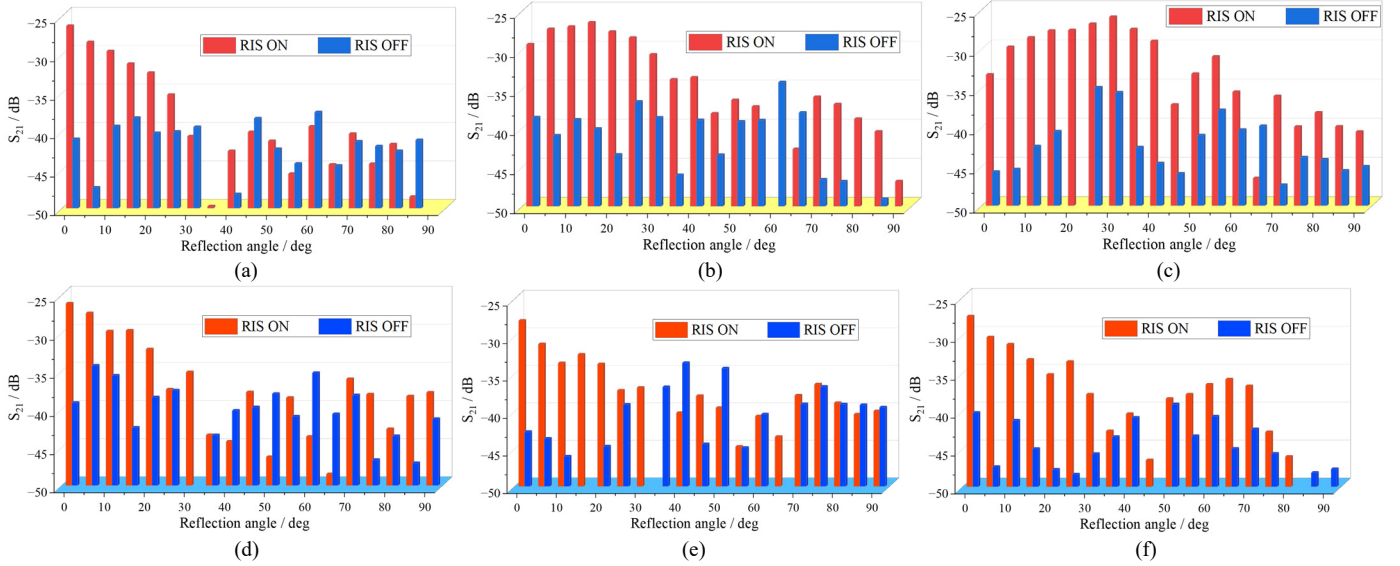 −25
−30
−35
−40
−45
−50
S21 / dB
RIS ON RIS OFF
0 10 20 30 40 50 60 70 80 90
Reflection angle / deg
(a)
−25
−30
−35
−40
−45
−50
S21 / dB
RIS ON RIS OFF
0 10 20 30 40 50 60 70 80 90
Reflection angle / deg
(b)
−25
−30
−35
−40
−45
−50
S21 / dB
RIS ON RIS OFF
0 10 20 30 40 50 60 70 80 90
Reflection angle / deg
(c)
−25
−30
−35
−40
−45
−50
S21 / dB
RIS ON RIS OFF
0 10 20 30 40 50 60 70 80 90
Reflection angle / deg
(d)
−25
−30
−35
−40
−45
−50
S21 / dB
RIS ON RIS OFF
0 10 20 30 40 50 60 70 80 90
Reflection angle / deg
(e)
−25
−30
−35
−40
−45
−50
S21 / dB
RIS ON RIS OFF
0 10 20 30 40 50 60 70 80 90
Reflection angle / deg
(f)